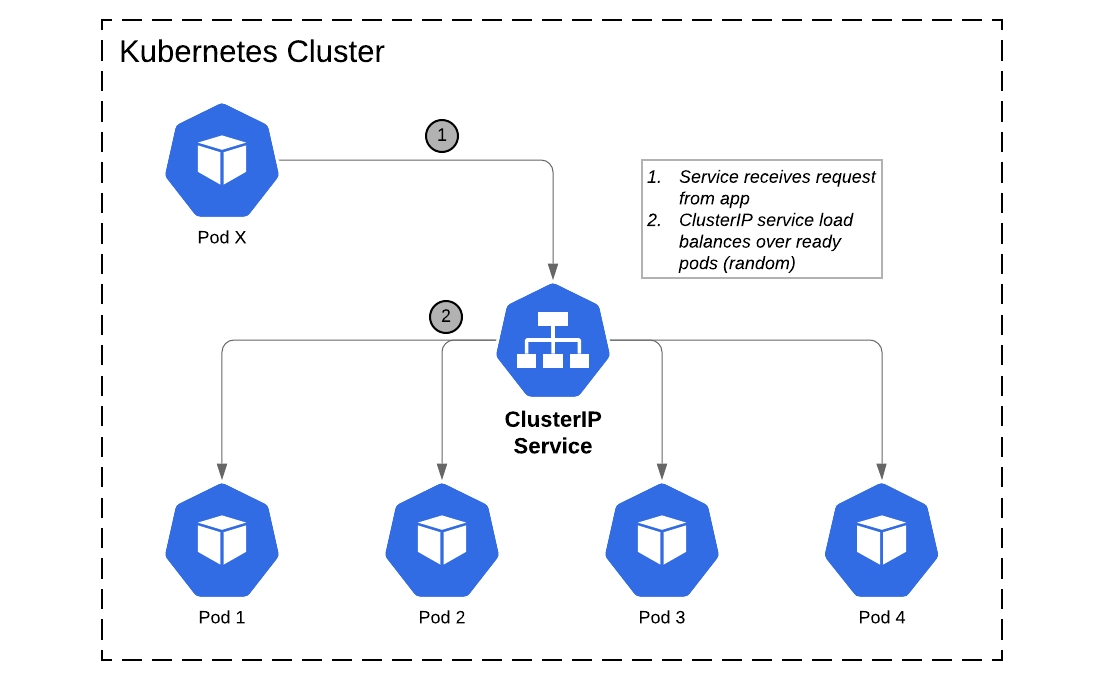 Kubernetes Cluster
1
1. Service receives request
from app
2. ClusterIP service load
balances over ready
pods (random)
Pod X
2
ClusterIP
Service
Pod 1
Pod 2
Pod 3
Pod 4